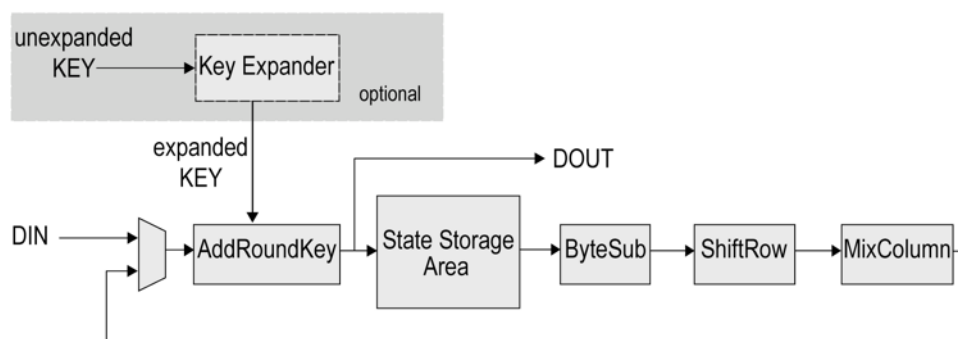 unexpanded
KEY
Key Expander
optional
expanded
KEY
DOUT
DIN
AddRoundKey
State Storage
Area
ByteSub
ShiftRow
MixColumn